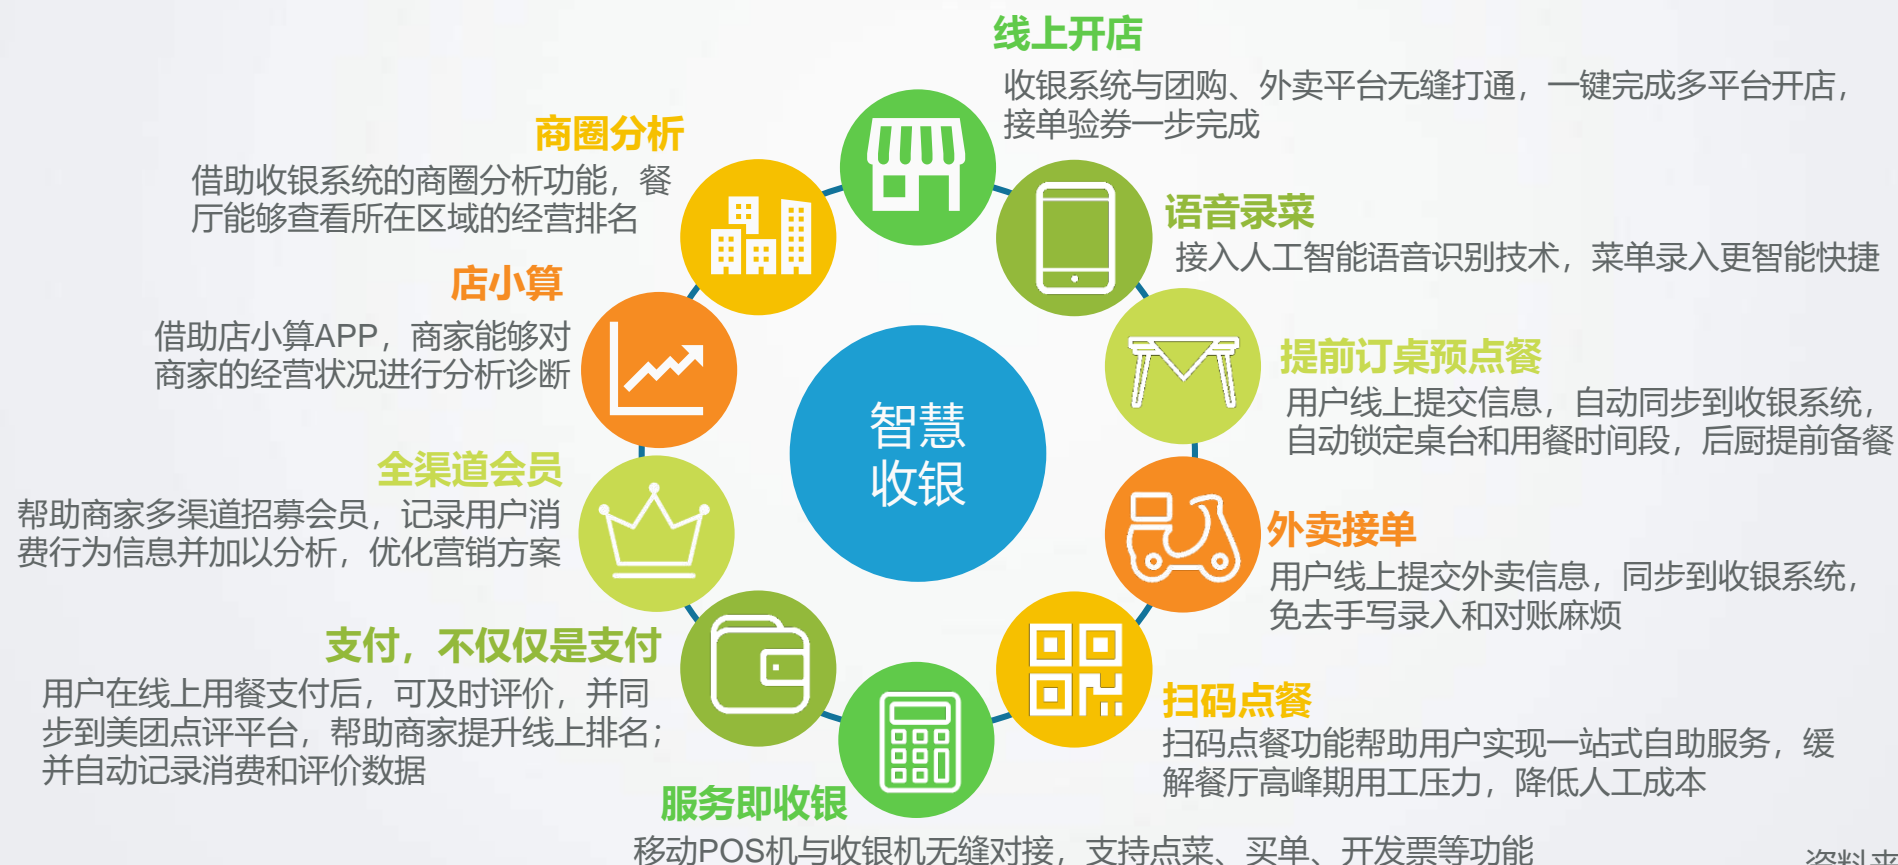 线上开店
收银系统与团购、外卖平台无缝打通，一键完成多平台开店，
接单验券一步完成
语音录菜
接入人工智能语音识别技术，菜单录入更智能快捷
提前订桌预点餐
用户线上提交信息，自动同步到收银系统，
自动锁定桌台和用餐时间段，后厨提前备餐
外卖接单
用户线上提交外卖信息，同步到收银系统，
免去手写录入和对账麻烦
扫码点餐
扫码点餐功能帮助用户实现一站式自助服务，缓
解餐厅高峰期用工压力，降低人工成本
服务即收银
移动POS机与收银机无缝对接，支持点菜、买单、开发票等功能
支付，不仅仅是支付
用户在线上用餐支付后，可及时评价，并同
步到美团点评平台，帮助商家提升线上排名；
并自动记录消费和评价数据
全渠道会员
帮助商家多渠道招募会员，记录用户消
费行为信息并加以分析，优化营销方案
店小算
借助店小算APP，商家能够对
商家的经营状况进行分析诊断
商圈分析
借助收银系统的商圈分析功能，餐
厅能够查看所在区域的经营排名
智慧
收银
资料来